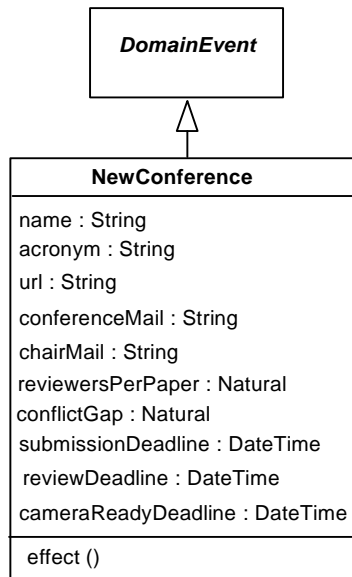 DomainEvent
NewConference
name : String
acronym : String
url : String
conferenceMail : String
chairMail : String
reviewersPerPaper : Natural
conflictGap : Natural
submissionDeadline : DateTime
reviewDeadline : DateTime
cameraReadyDeadline : DateTime
effect ()